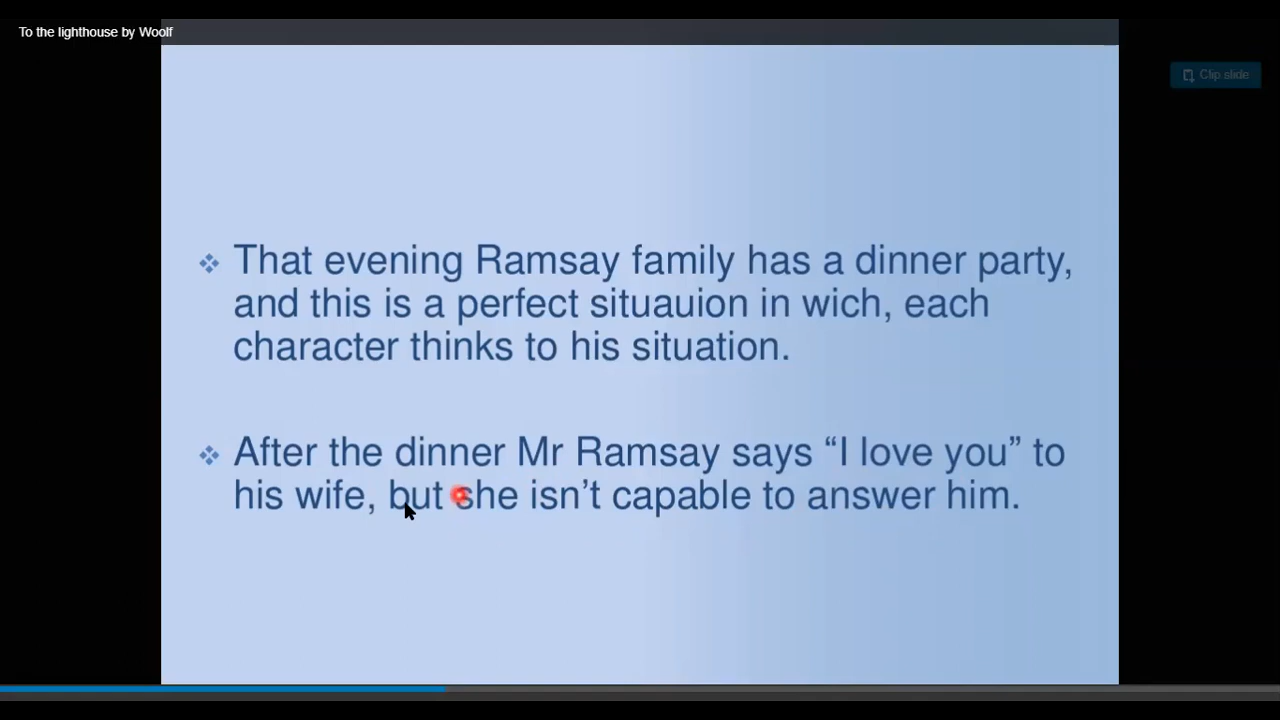 To the lighthouse by Woolf
Clip slide
That evening Ramsay family has a dinner party,
and this is a perfect situauion in wich, each
character thinks to his situation.
After the dinner Mr Ramsay says “I love you” to
his wife, but she isn’t capable to answer him.